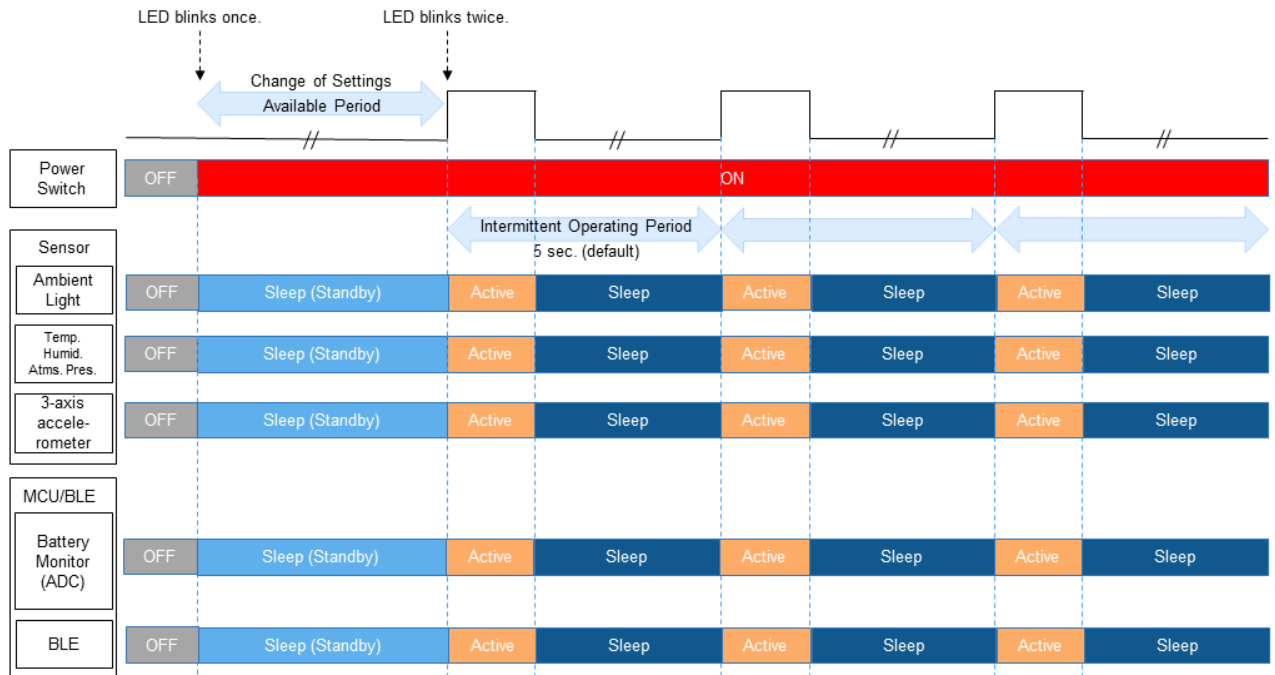 LED blinks once.
LED blinks twice.
Change of Settings
Available Period
//
//
//
//
Power
Switch
OFF
ON
Intermittent Operating Period
5 sec. (default)
Sensor
Ambient
Light
OFF
Sleep (Standby)
Active
Sleep
Active
Sleep
Active
Sleep
Temp.
Humid.
Atms. Pres.
OFF
Sleep (Standby)
Active
Sleep
Active
Sleep
Active
Sleep
3-axis
accele-
rometer
OFF
Sleep (Standby)
Active
Sleep
Active
Sleep
Active
Sleep
MCU/BLE
Battery
Monitor
(ADC)
OFF
Sleep (Standby)
Active
Sleep
Active
Sleep
Active
Sleep
BLE
OFF
Sleep (Standby)
Active
Sleep
Active
Sleep
Active
Sleep